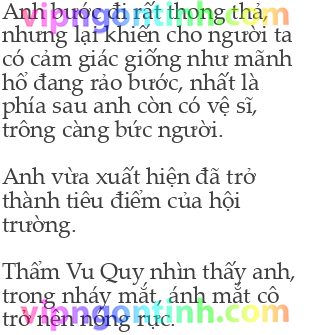 Anh bước đi rất thong thả,
nhưng lại khiến cho người ta
có cảm giác giống như mãnh
hổ đang rảo bước, nhất là
phía sau anh còn có vệ sĩ,
trông càng bức người.
Anh vừa xuất hiện đã trở
thành tiêu điểm của hội
trường.
Thẩm Vu Quy nhìn thấy anh,
trong nháy mắt, ánh mắt cô
trở nên nóng rực.
vipngontinh.com
vipngontinh.com